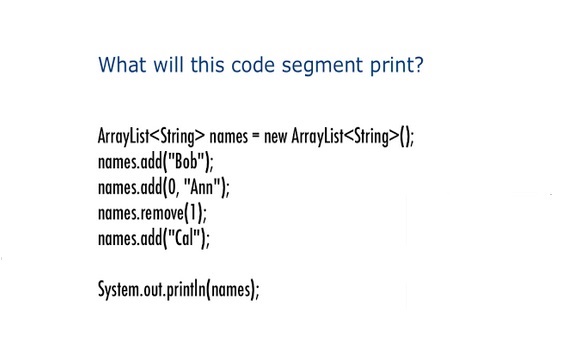 What will this code segment print?
ArrayList<String> names = new ArrayList<String>();
names.add("Bob");
names.add(0, "Ann");
names.remove(1);
names.add("Cal");
System.out.println(names);